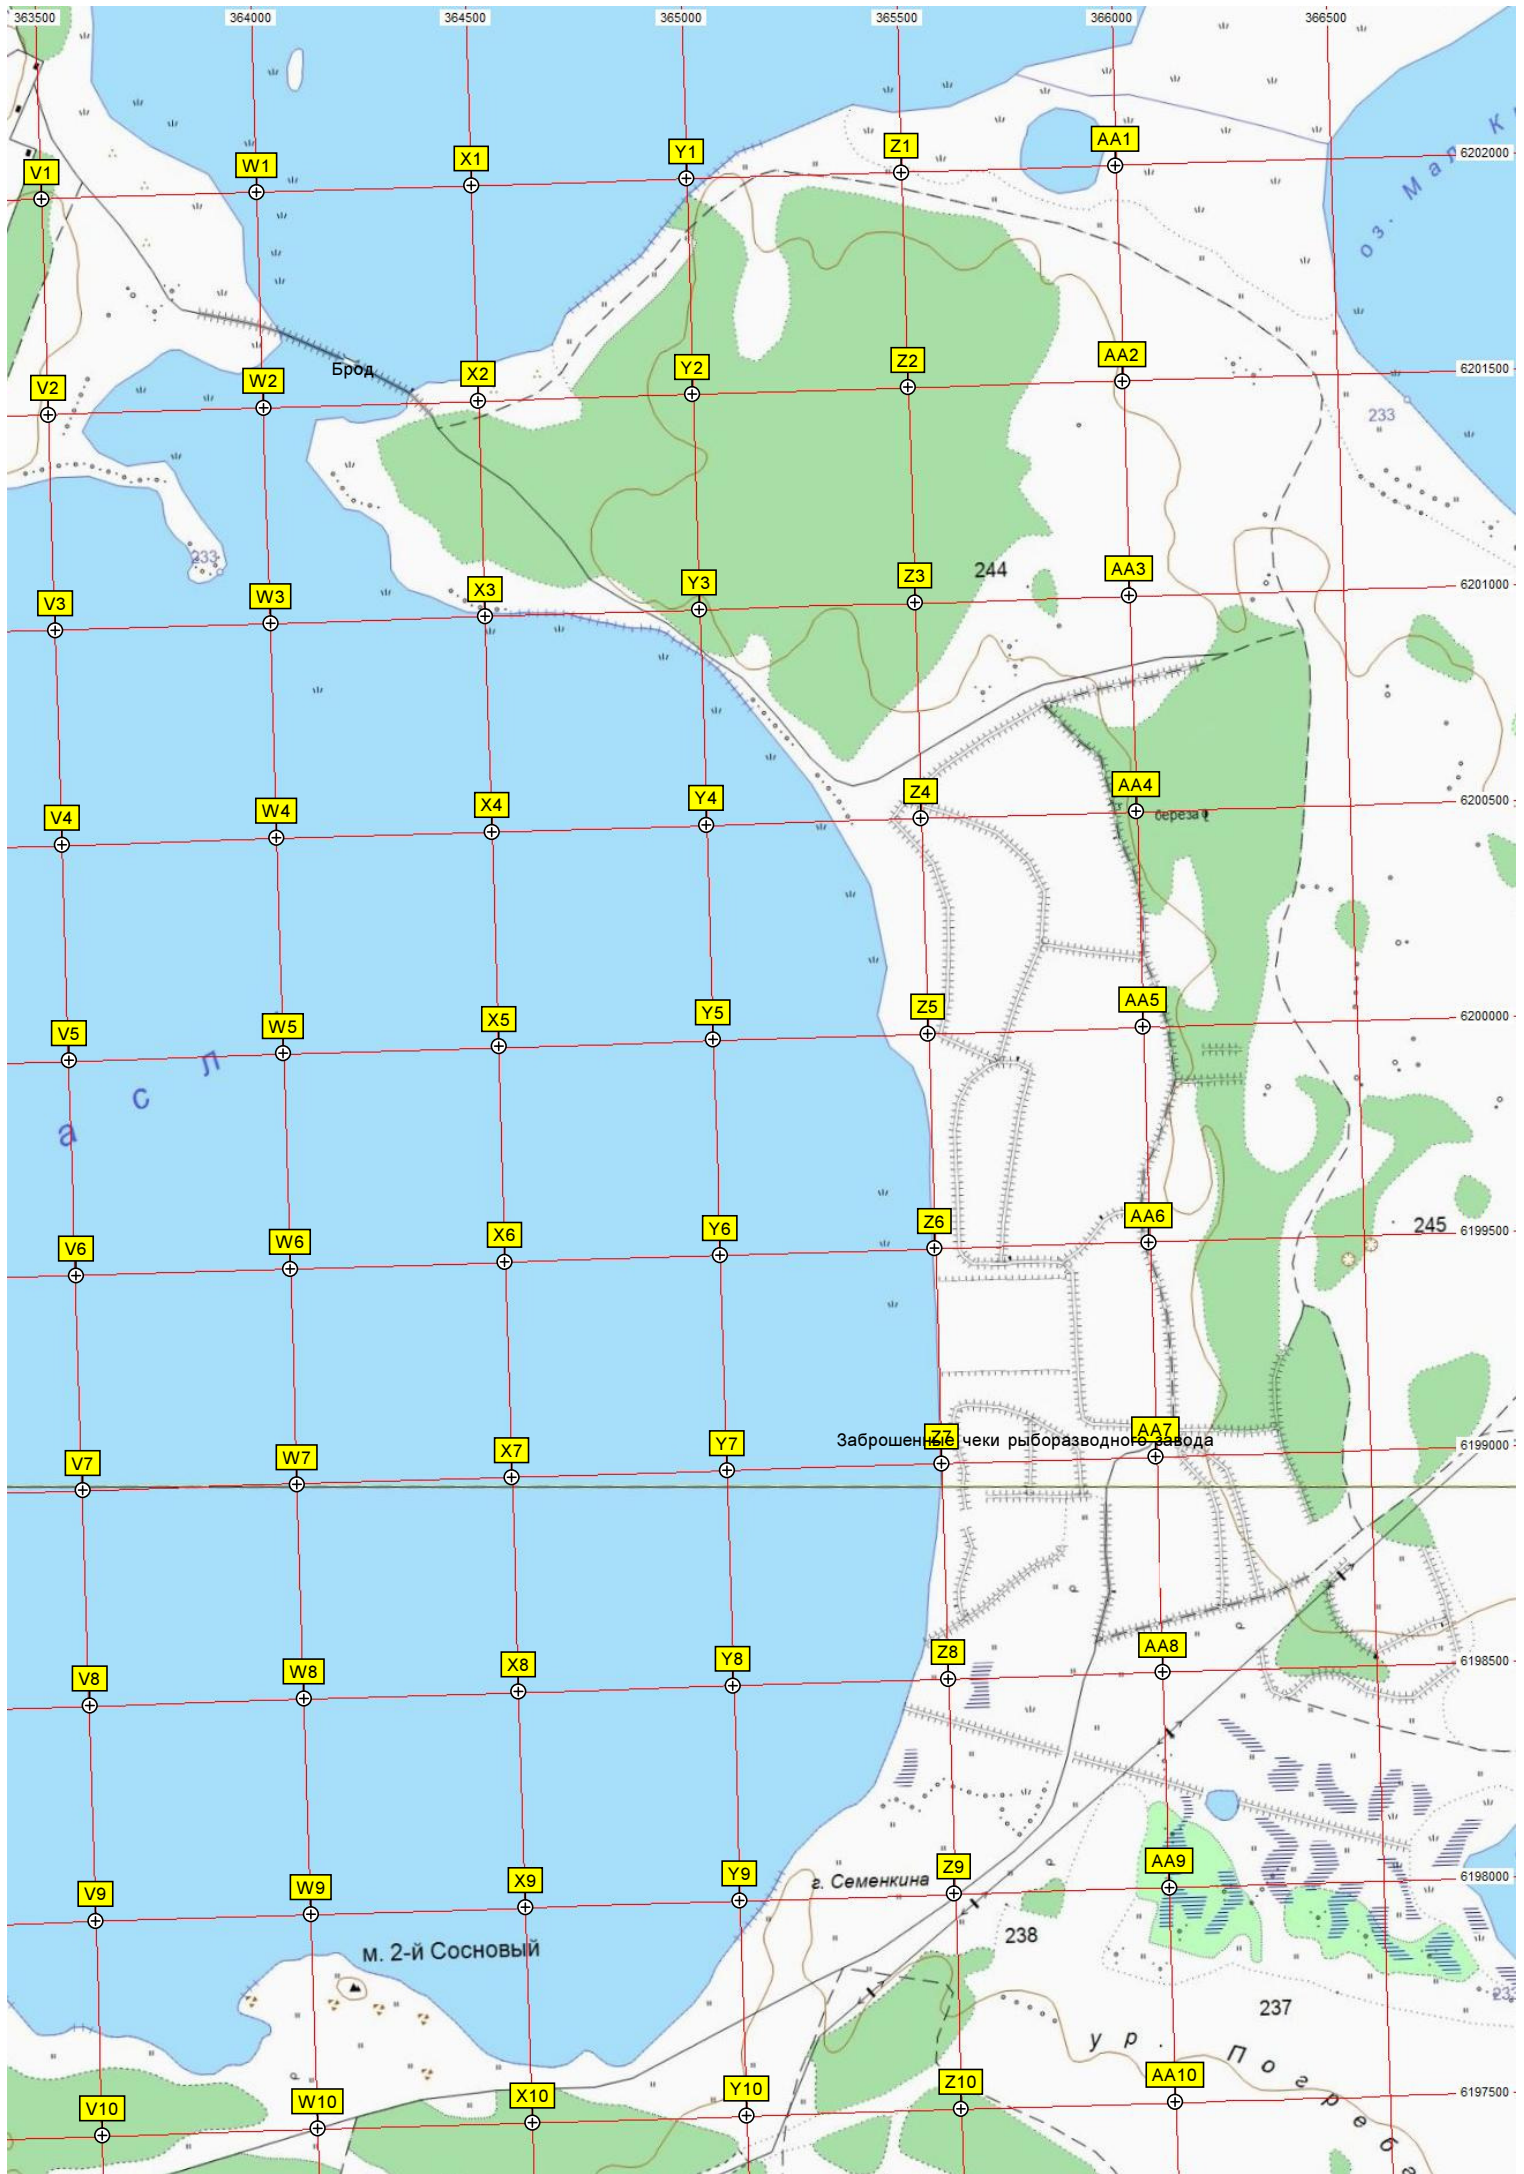 363500 364000 364500 365000 365500 366000 366500
V1 W1 X1 Y1 Z1 AA1 6202000
оз. Мал. К
Брод
V2 W2 X2 Y2 Z2 AA2 6201500
233
233
244
V3 W3 X3 Y3 Z3 AA3 6201000
V4 W4 X4 Y4 Z4 AA4 6200500
береза
V5 W5 X5 Y5 Z5 AA5 6200000
а с л
V6 W6 X6 Y6 Z6 AA6 6199500
245
Заброшенные чеки рыборазводного завода
V7 W7 X7 Y7 Z7 AA7 6199000
V8 W8 X8 Y8 Z8 AA8 6198500
V9 W9 X9 Y9 Z9 AA9 6198000
г. Семенкина
м. 2-й Сосновый
238
237
233
ур. Погреб
V10 W10 X10 Y10 Z10 AA10 6197500